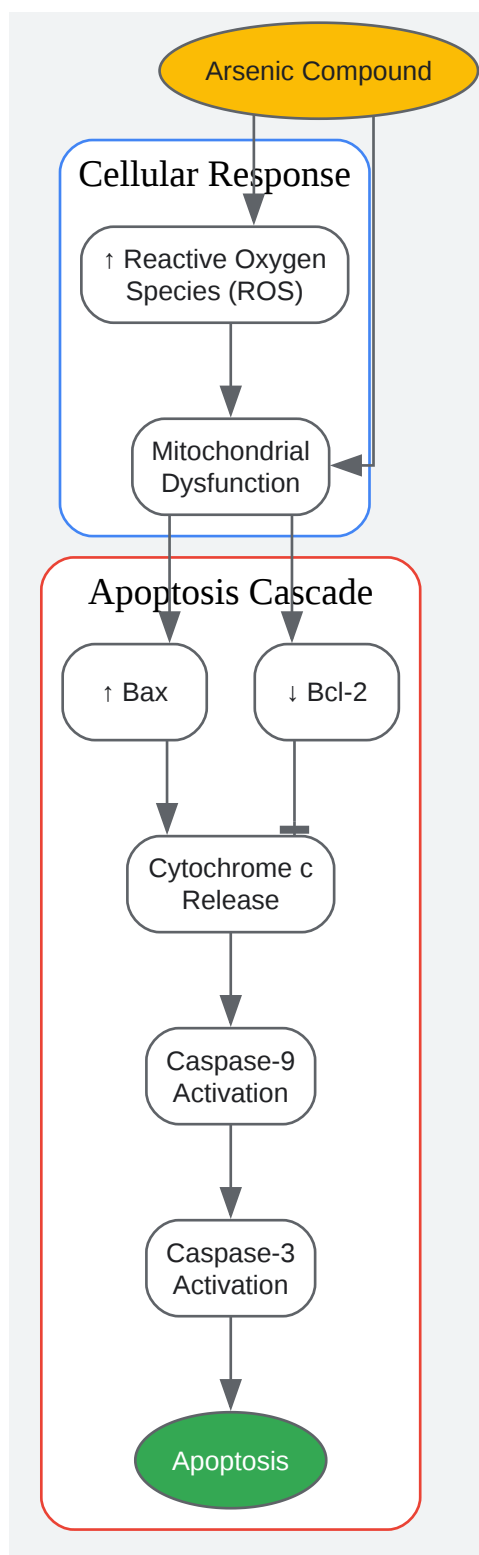 Arsenic Compound
Cellular Response
↑ Reactive Oxygen
Species (ROS)
Mitochondrial
Dysfunction
Apoptosis Cascade
↑ Bax
↓ Bcl-2
Cytochrome c
Release
Caspase-9
Activation
Caspase-3
Activation
Apoptosis